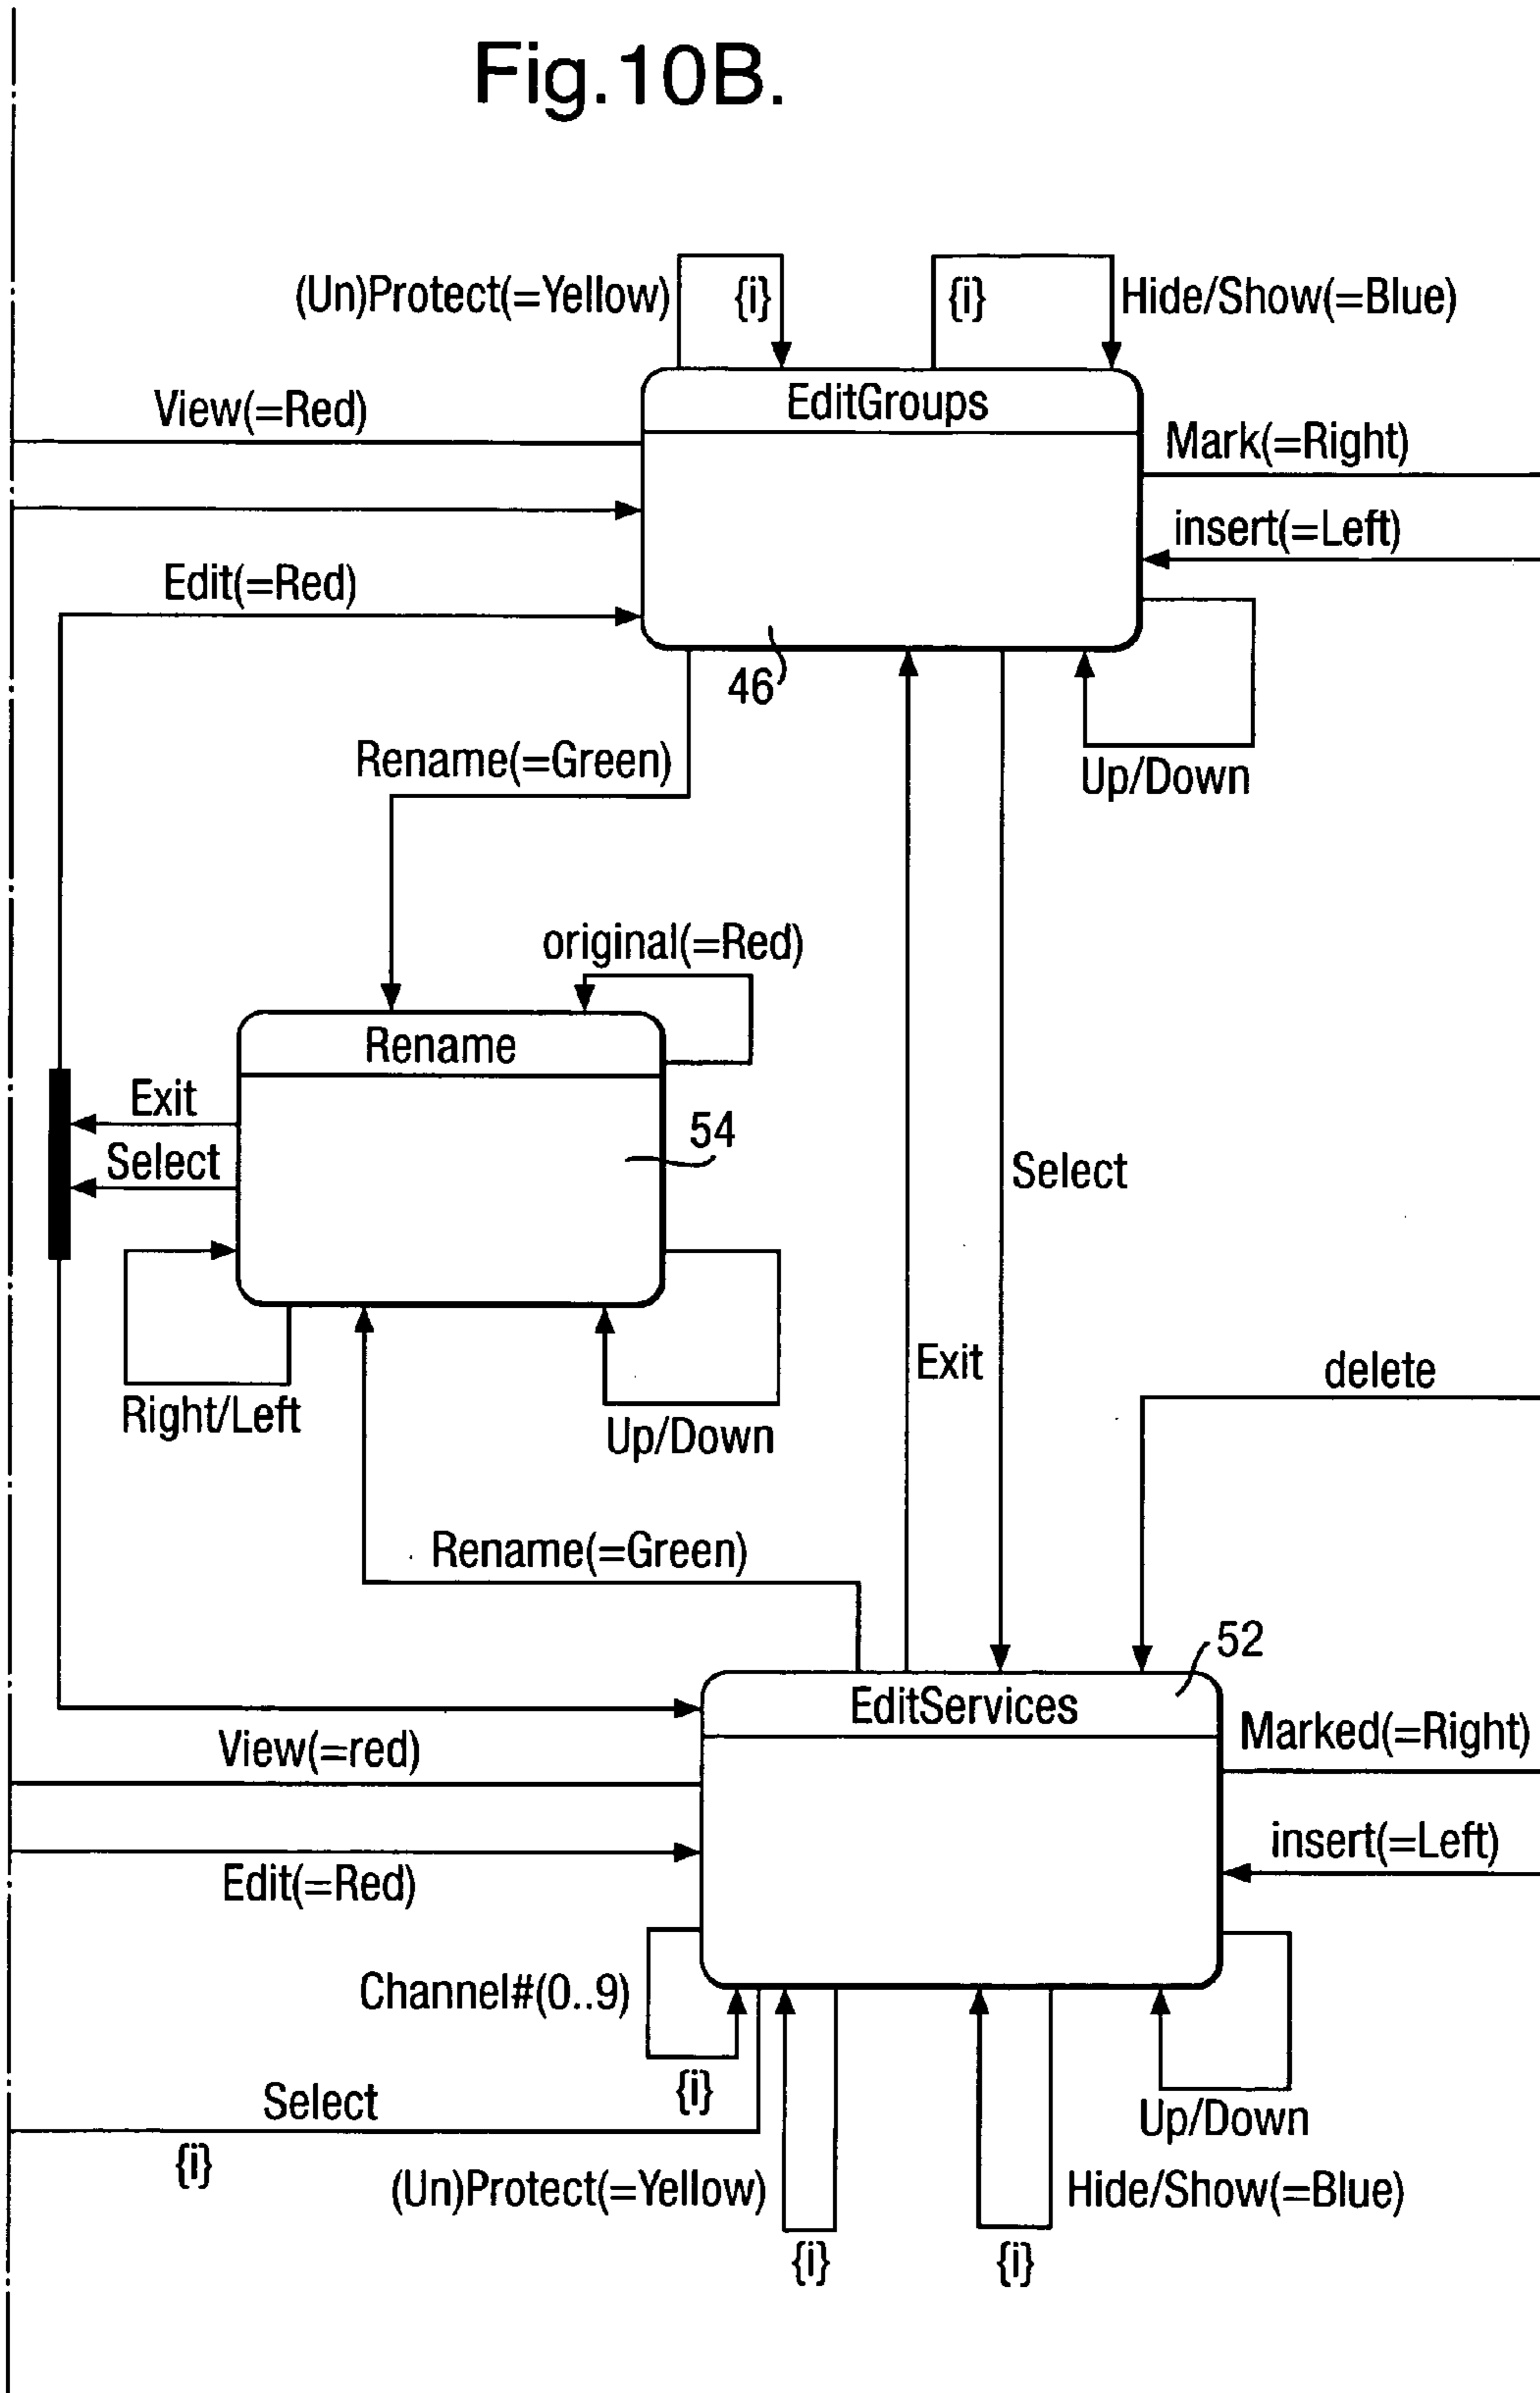 Fig.10B.
(Un)Protect(=Yellow)
{i}
{i}
Hide/Show(=Blue)
EditGroups
View(=Red)
Mark(=Right)
insert(=Left)
Edit(=Red)
46
Rename(=Green)
Up/Down
original(=Red)
Rename
Exit
54
Select
Select
Exit
delete
Right/Left
Up/Down
Rename(=Green)
52
EditServices
Marked(=Right)
View(=red)
insert(=Left)
Edit(=Red)
Channel#(0..9)
{i}
Select
Up/Down
{i}
(Un)Protect(=Yellow)
Hide/Show(=Blue)
{i}
{i}